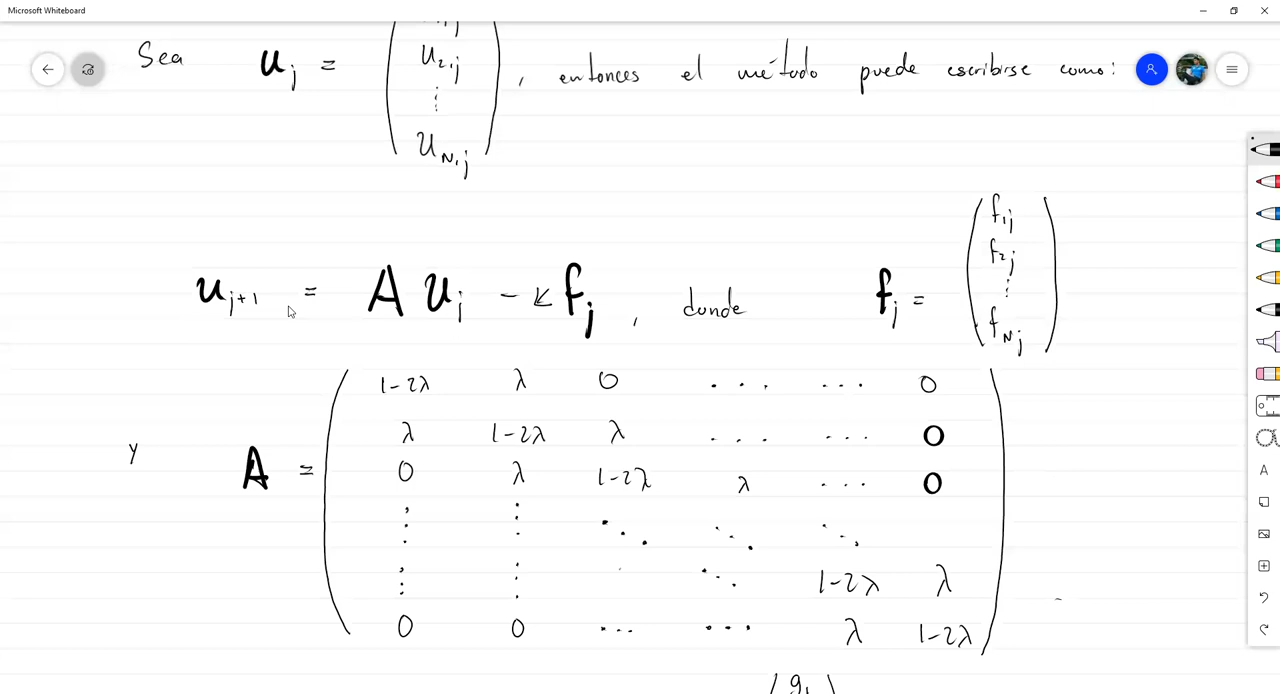 Microsoft Whiteboard
Sea u_j = ( u_{2,j} ⋮ u_{N,j} ) , entonces el método puede escribirse como:
u_{j+1} = A u_j - k f_j , donde f_j = ( f_{1j} f_{2j} ⋮ f_{Nj} )
y A =
1-2λ λ 0 ... ... 0
λ 1-2λ λ ... ... 0
0 λ 1-2λ λ ... 0
⋮ ⋮ ⋱ ⋱ ⋱
⋮ ⋮ ⋱ 1-2λ λ
0 0 ... ... λ 1-2λ
g_1
A